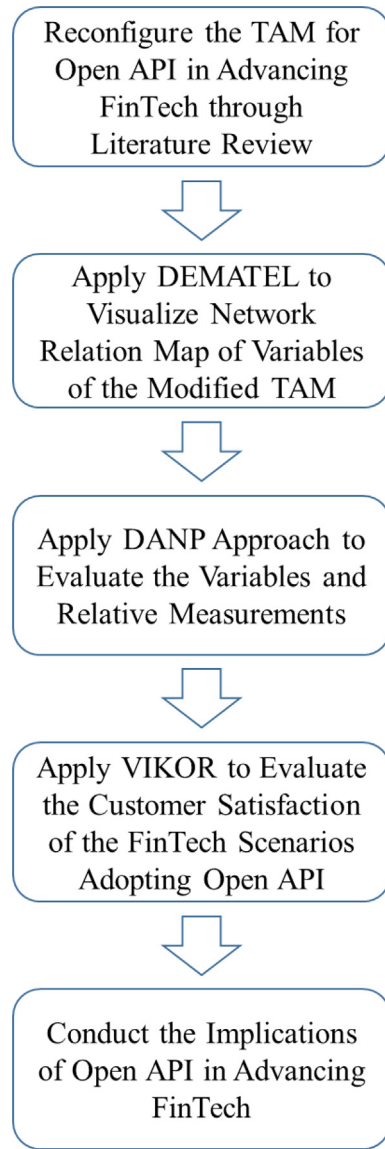 Reconfigure the TAM for
Open API in Advancing
FinTech through
Literature Review
Apply DEMATEL to
Visualize Network
Relation Map of Variables
of the Modified TAM
Apply DANP Approach to
Evaluate the Variables and
Relative Measurements
Apply VIKOR to Evaluate
the Customer Satisfaction
of the FinTech Scenarios
Adopting Open API
Conduct the Implications
of Open API in Advancing
FinTech